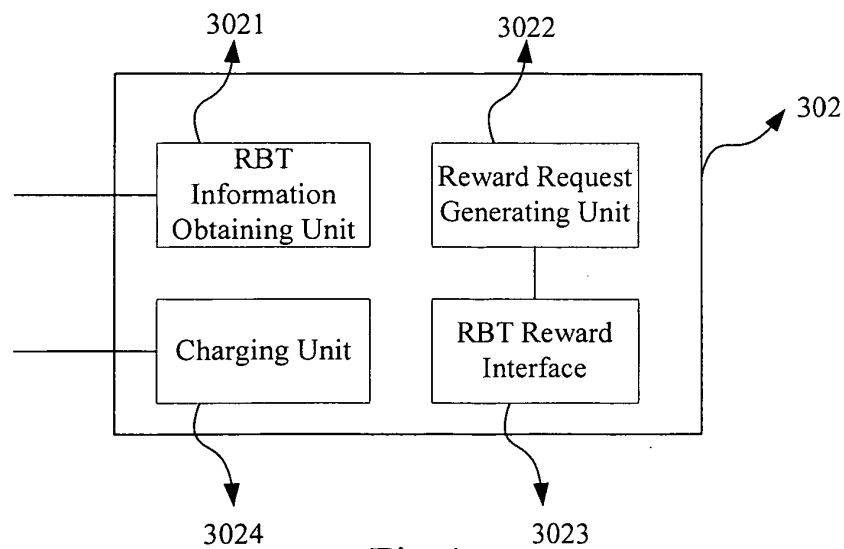 3021
3022
302
RBT
Information
Obtaining Unit
Reward Request
Generating Unit
Charging Unit
RBT Reward
Interface
3024
3023